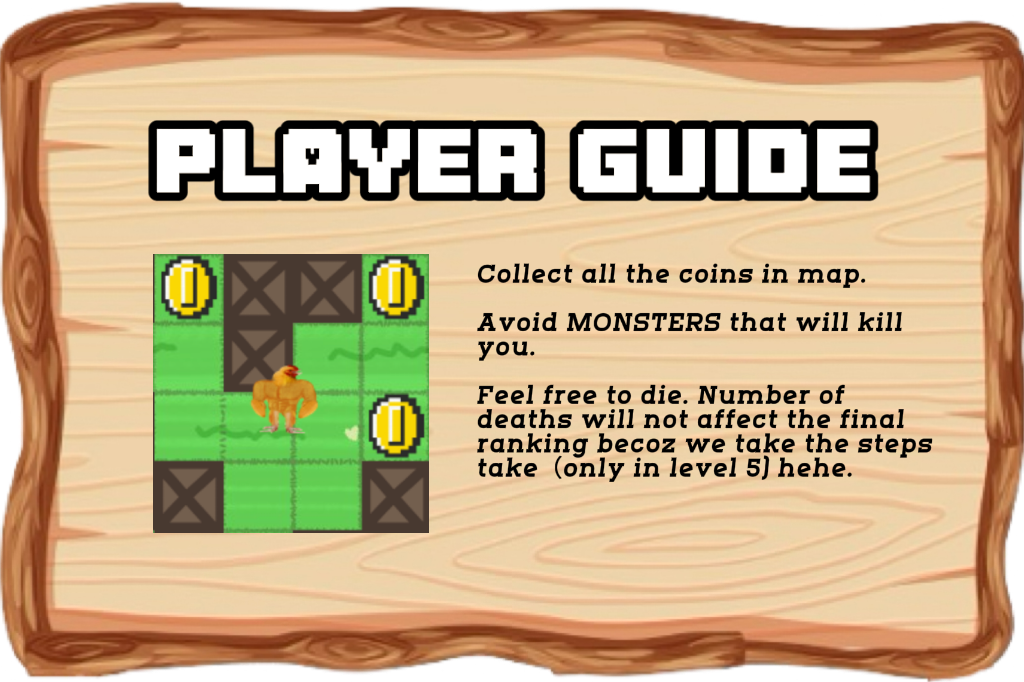 PLAYER GUIDE
Collect all the coins in map.
Avoid MONSTERS that will kill
you.
Feel free to die. Number of
deaths will not affect the final
ranking becoz we take the steps
take (only in level 5) hehe.